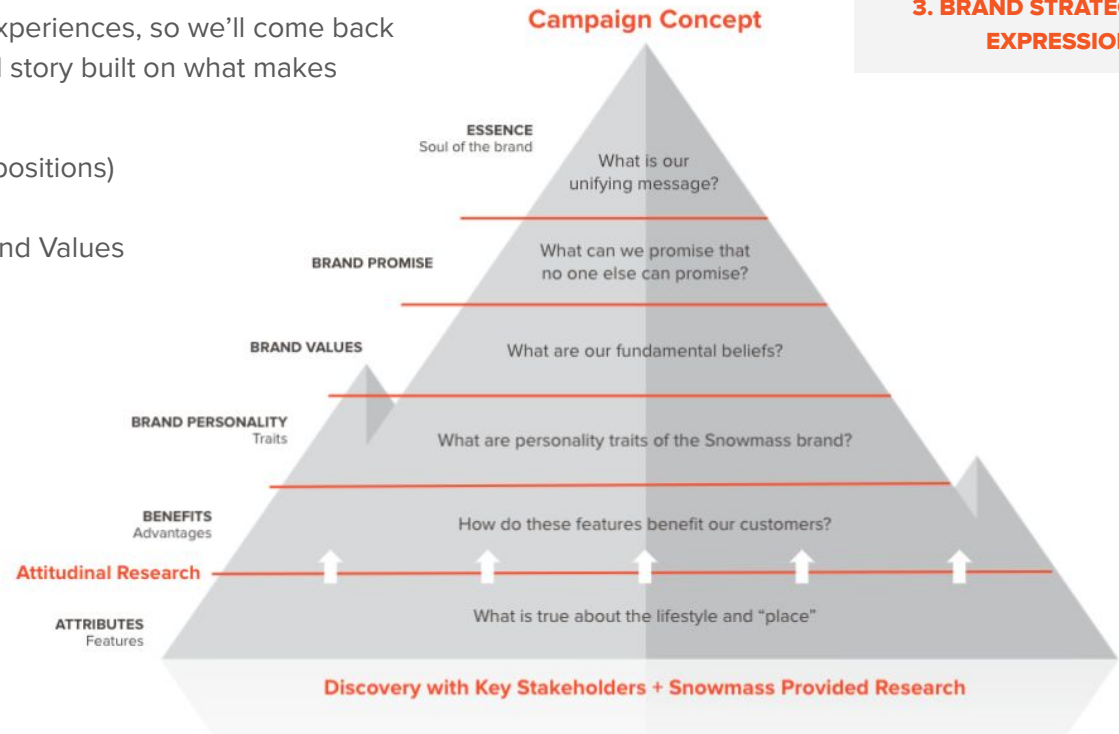 xperiences, so we’ll come back
story built on what makes
positions)
nd Values
3. BRAND STRATE
EXPRESSION
Campaign Concept
ESSENCE
Soul of the brand
What is our
unifying message?
BRAND PROMISE
What can we promise that
no one else can promise?
BRAND VALUES
What are our fundamental beliefs?
BRAND PERSONALITY
Traits
What are personality traits of the Snowmass brand?
BENEFITS
Advantages
How do these features benefit our customers?
Attitudinal Research
ATTRIBUTES
Features
What is true about the lifestyle and “place”
Discovery with Key Stakeholders + Snowmass Provided Research